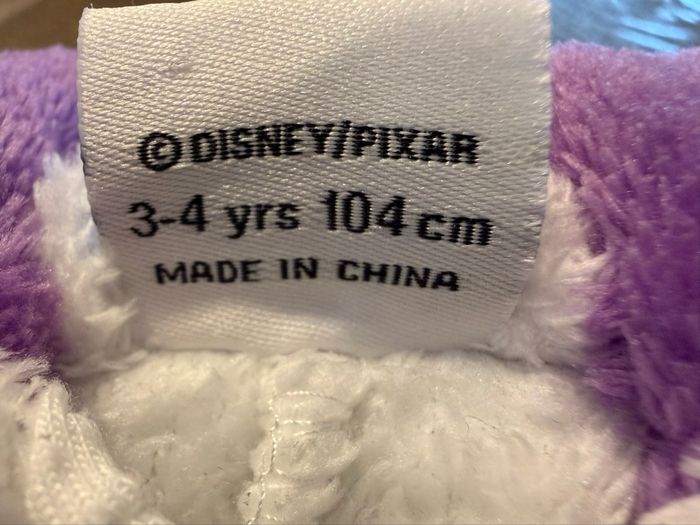 ©DISNEY/PIXAR
3-4 yrs 104cm
MADE IN CHINA